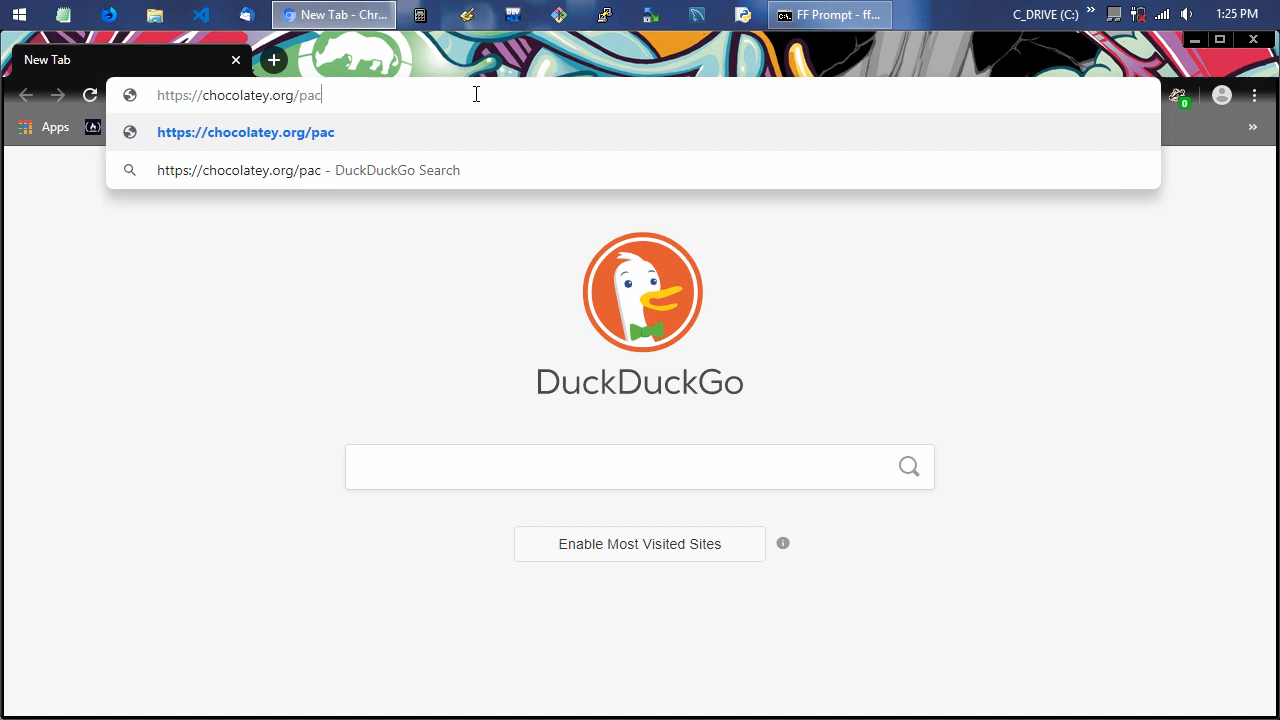 New Tab - Chr...
FF Prompt - ff...
C_DRIVE (C:)
1:25 PM
New Tab
https://chocolatey.org/pac
0
Apps
https://chocolatey.org/pac
https://chocolatey.org/pac - DuckDuckGo Search
DuckDuckGo
Enable Most Visited Sites